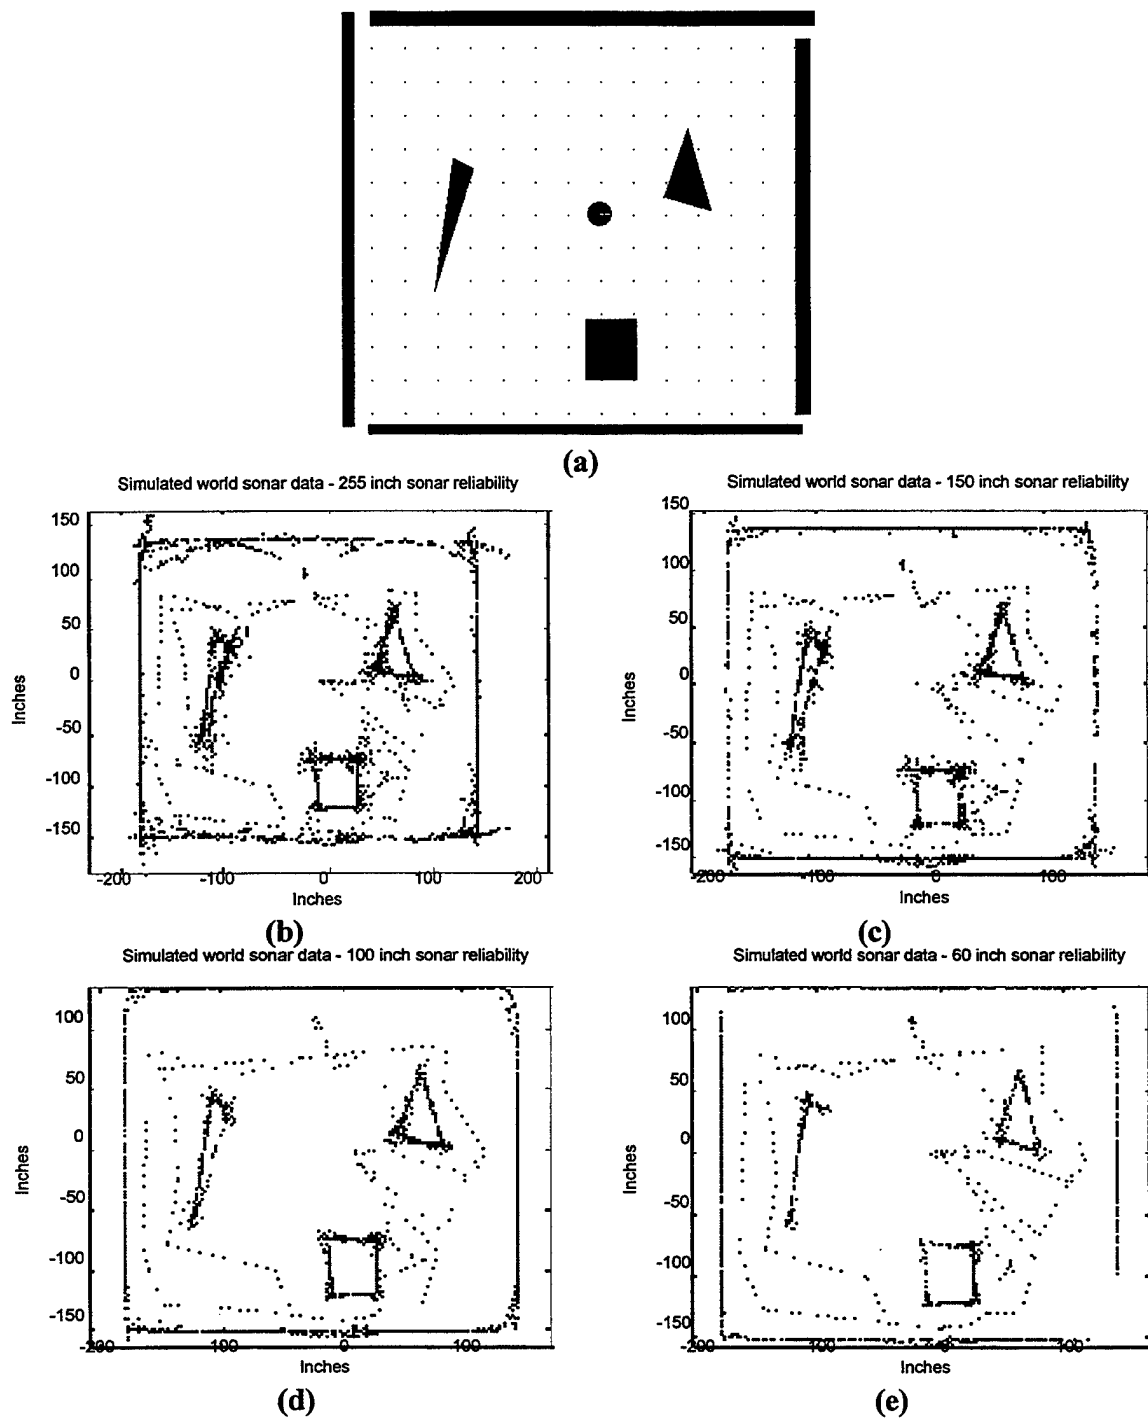 (a)
Simulated world sonar data - 255 inch sonar reliability
150
100
50
0
-50
-100
-150
Inches
-200 -100 0 100 200
Inches
(b)
Simulated world sonar data - 150 inch sonar reliability
150
100
50
0
-50
-100
-150
Inches
-200 -100 0 100
Inches
(c)
Simulated world sonar data - 100 inch sonar reliability
100
50
0
-50
-100
-150
Inches
-200 -100 0 100
Inches
(d)
Simulated world sonar data - 60 inch sonar reliability
100
50
0
-50
-100
-150
Inches
-200 -100 0 100
Inches
(e)